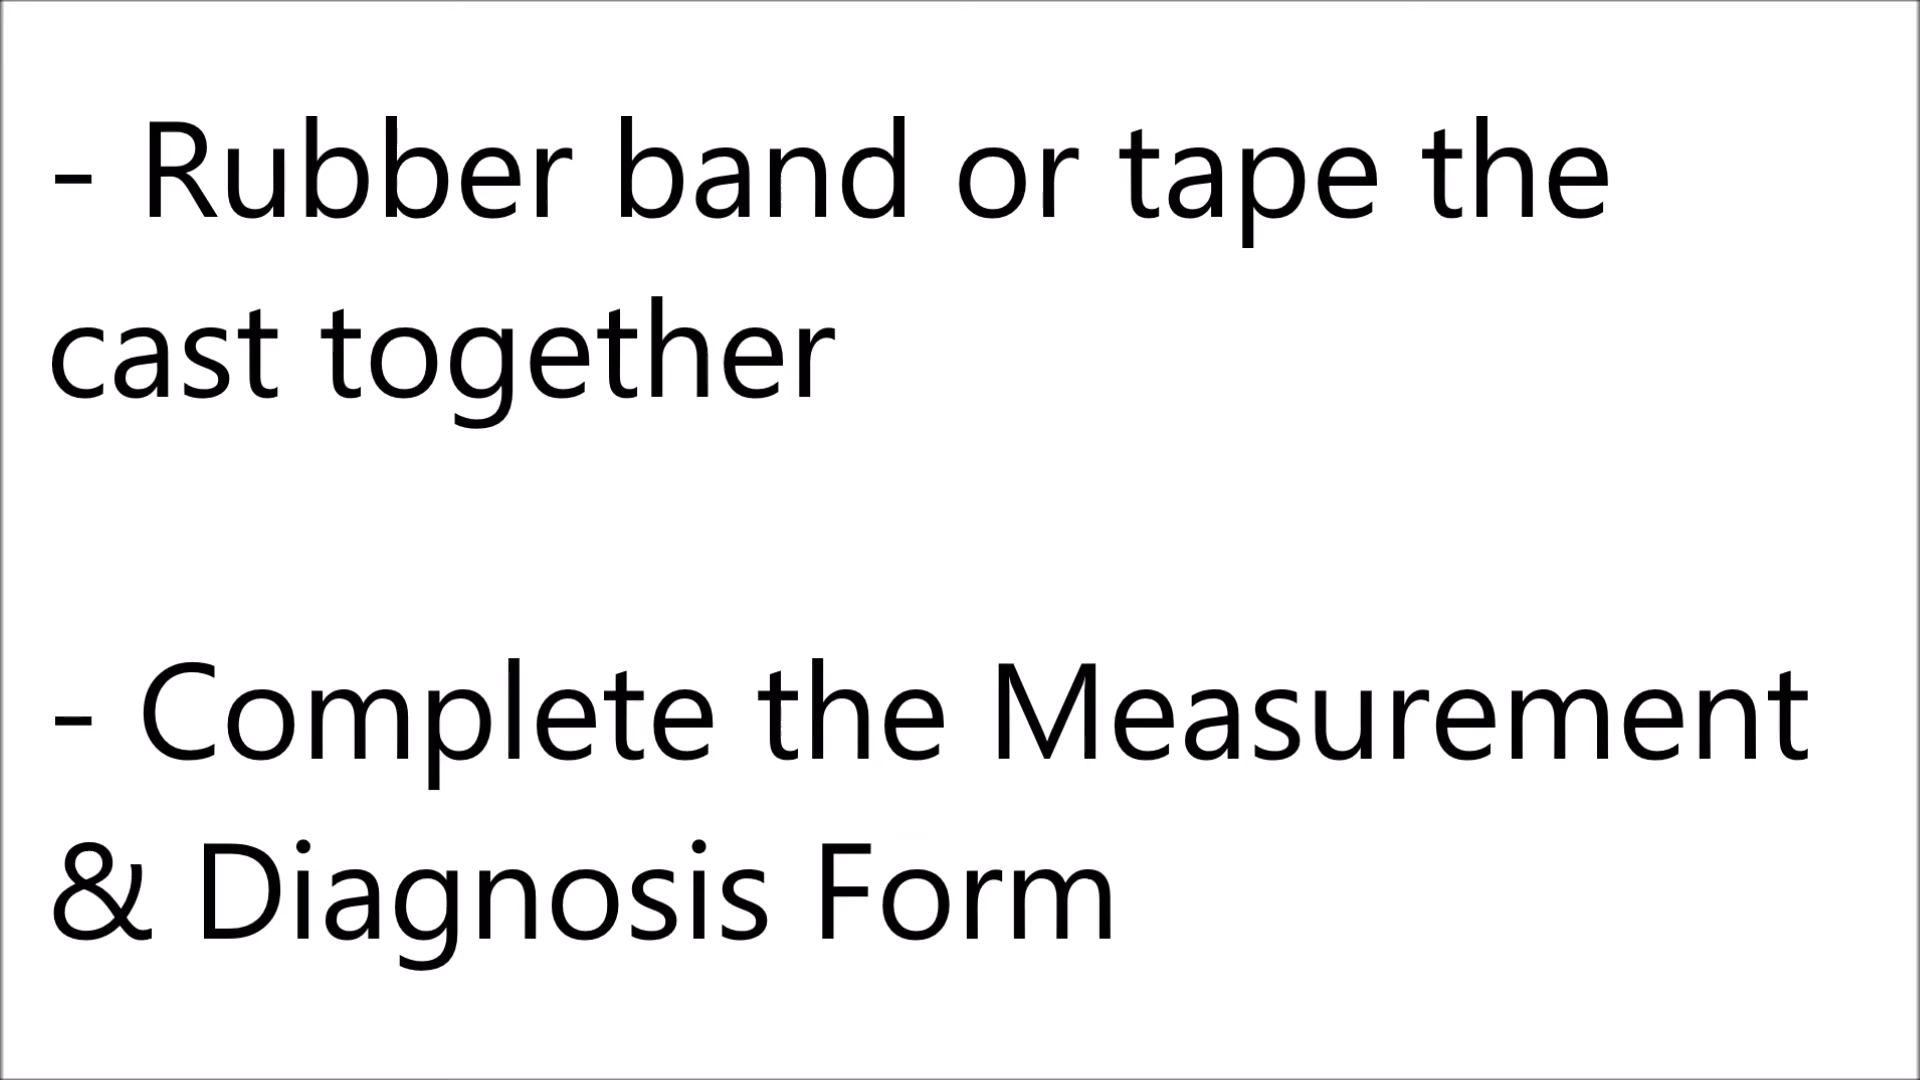 - Rubber band or tape the
cast together
- Complete the Measurement
& Diagnosis Form